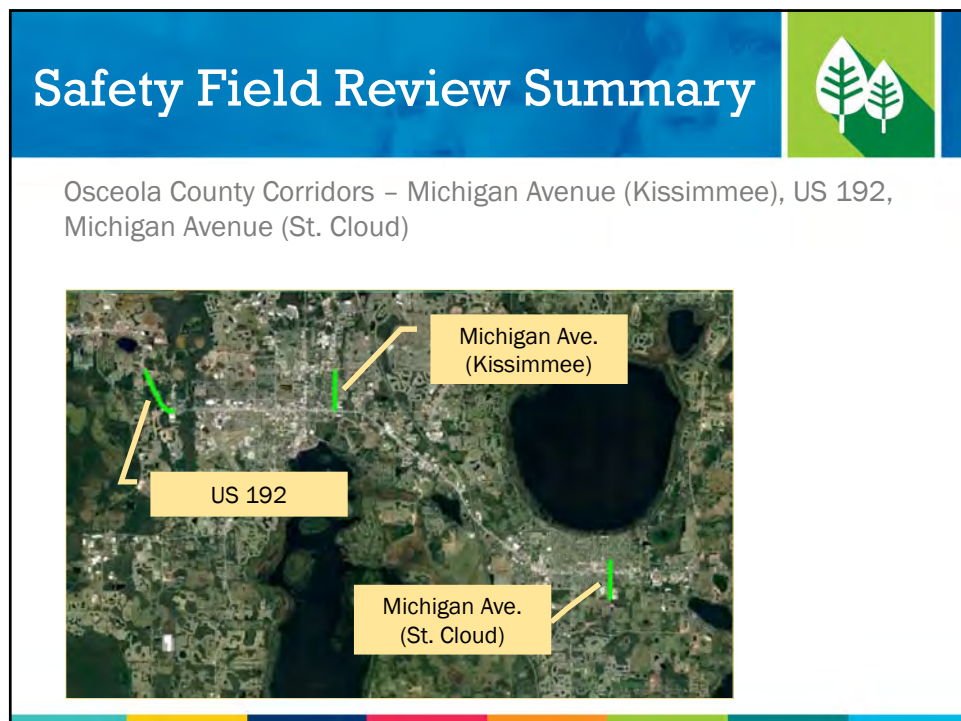 Safety Field Review Summary
Osceola County Corridors – Michigan Avenue (Kissimmee), US 192,
Michigan Avenue (St. Cloud)
Michigan Ave.
(Kissimmee)
US 192
Michigan Ave.
(St. Cloud)